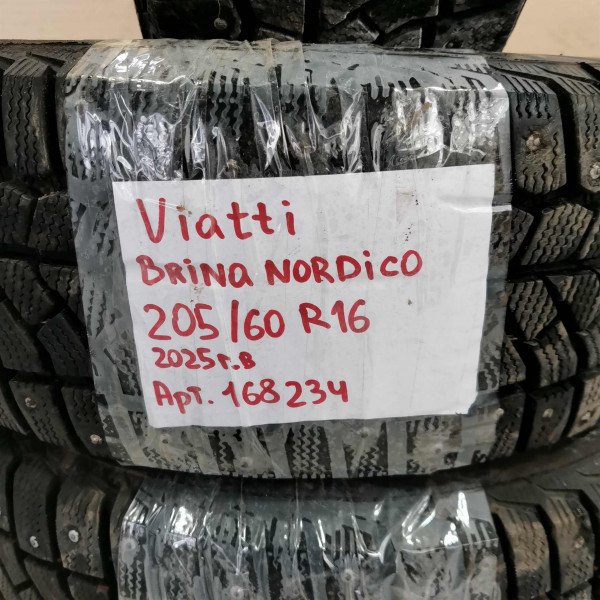 Viatti
BRiNa NORDiCO
205/60 R16
2025г.в
Арт. 168234